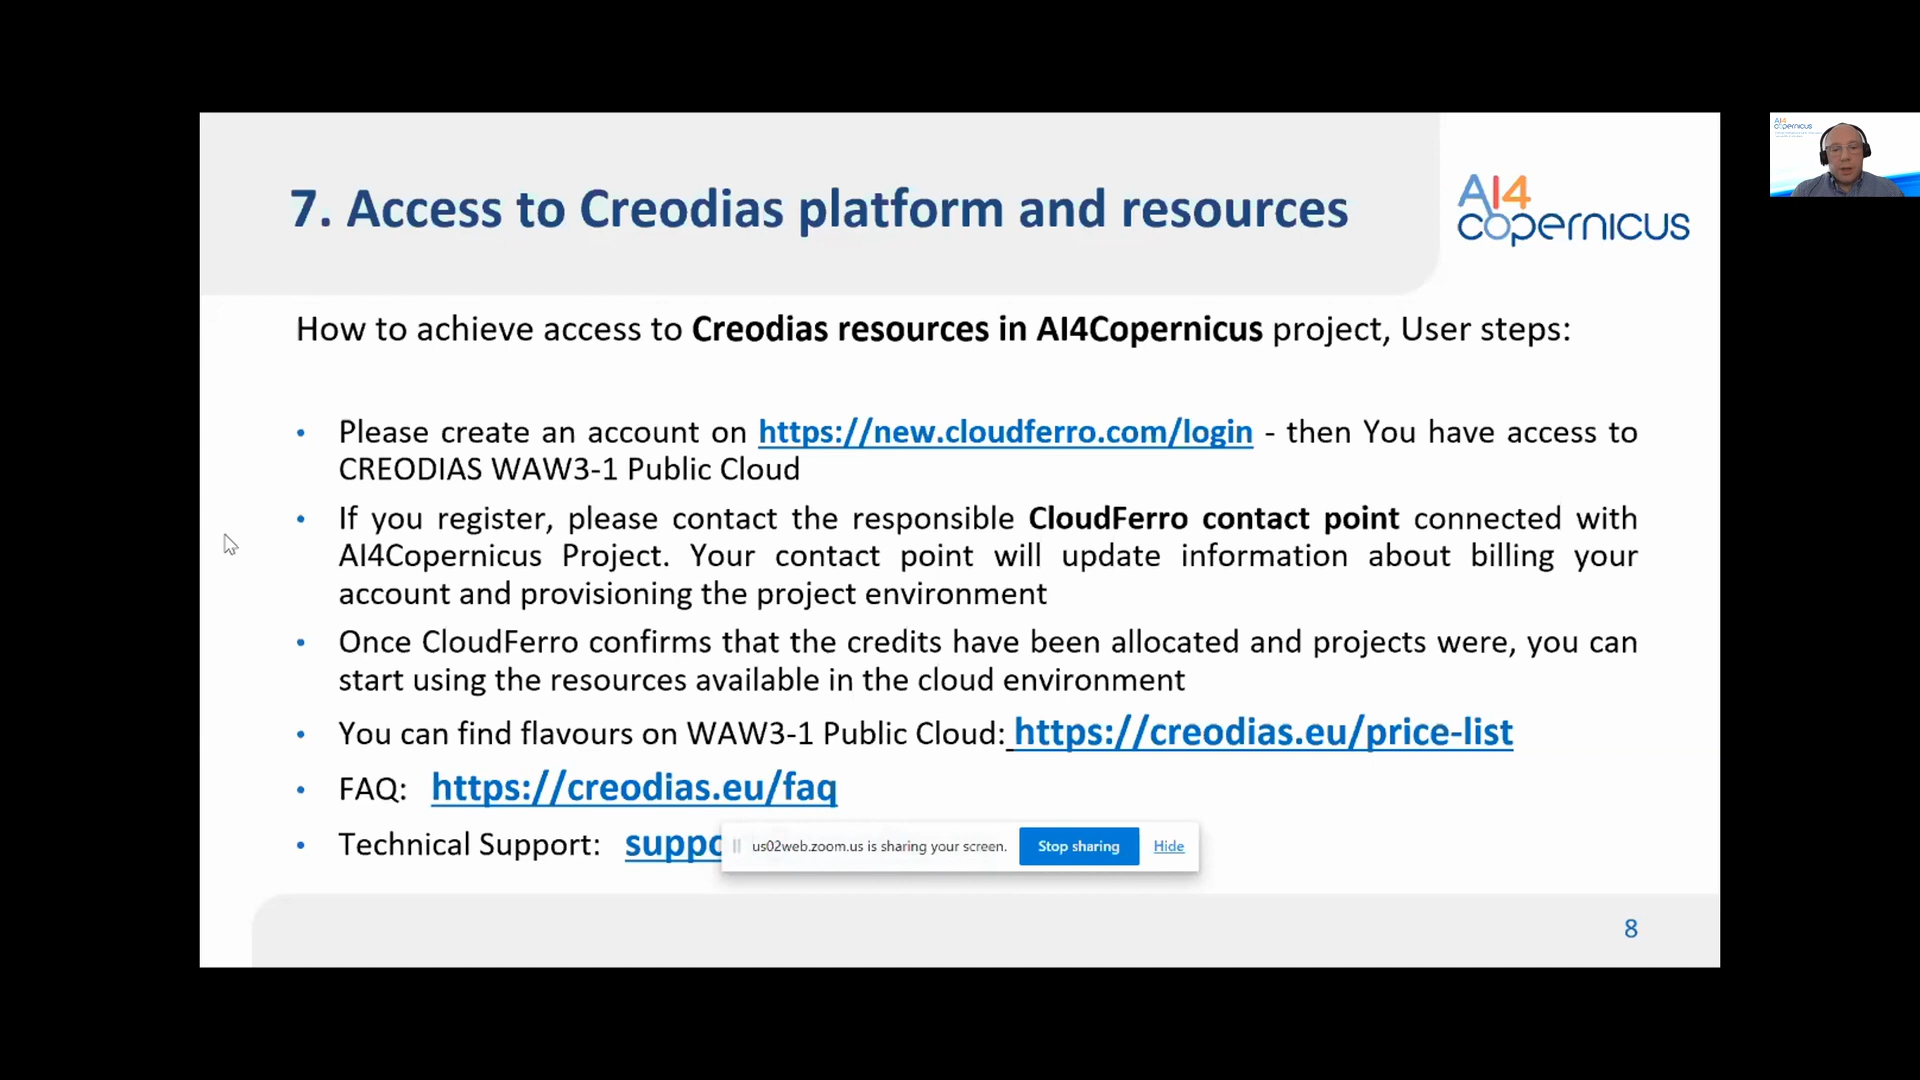 7. Access to Creodias platform and resources
AI4
copernicus
AI4
copernicus
How to achieve access to Creodias resources in AI4Copernicus project, User steps:
• Please create an account on https://new.cloudferro.com/login - then You have access to
CREODIAS WAW3-1 Public Cloud
• If you register, please contact the responsible CloudFerro contact point connected with
AI4Copernicus Project. Your contact point will update information about billing your
account and provisioning the project environment
• Once CloudFerro confirms that the credits have been allocated and projects were, you can
start using the resources available in the cloud environment
• You can find flavours on WAW3-1 Public Cloud: https://creodias.eu/price-list
• FAQ: https://creodias.eu/faq
• Technical Support:
us02web.zoom.us is sharing your screen. Stop sharing Hide
8